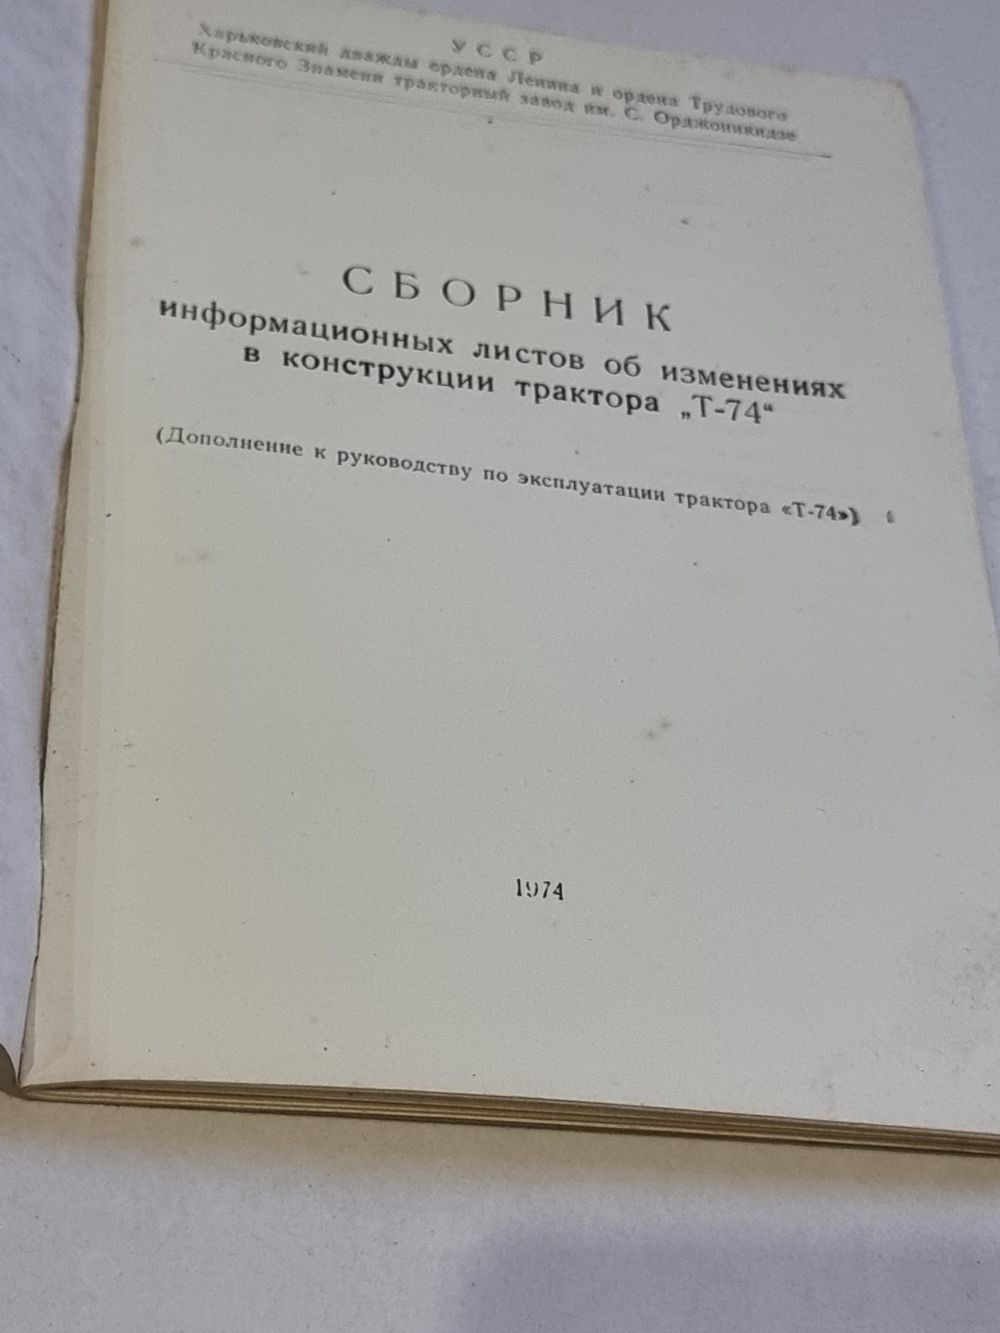 УССР
Харьковский дважды ордена Ленина и ордена Трудового
Красного Знамени тракторный завод им. С. Орджоникидзе
СБОРНИК
информационных листов об изменениях
в конструкции трактора „Т-74“
(Дополнение к руководству по эксплуатации трактора «Т-74»)
1974